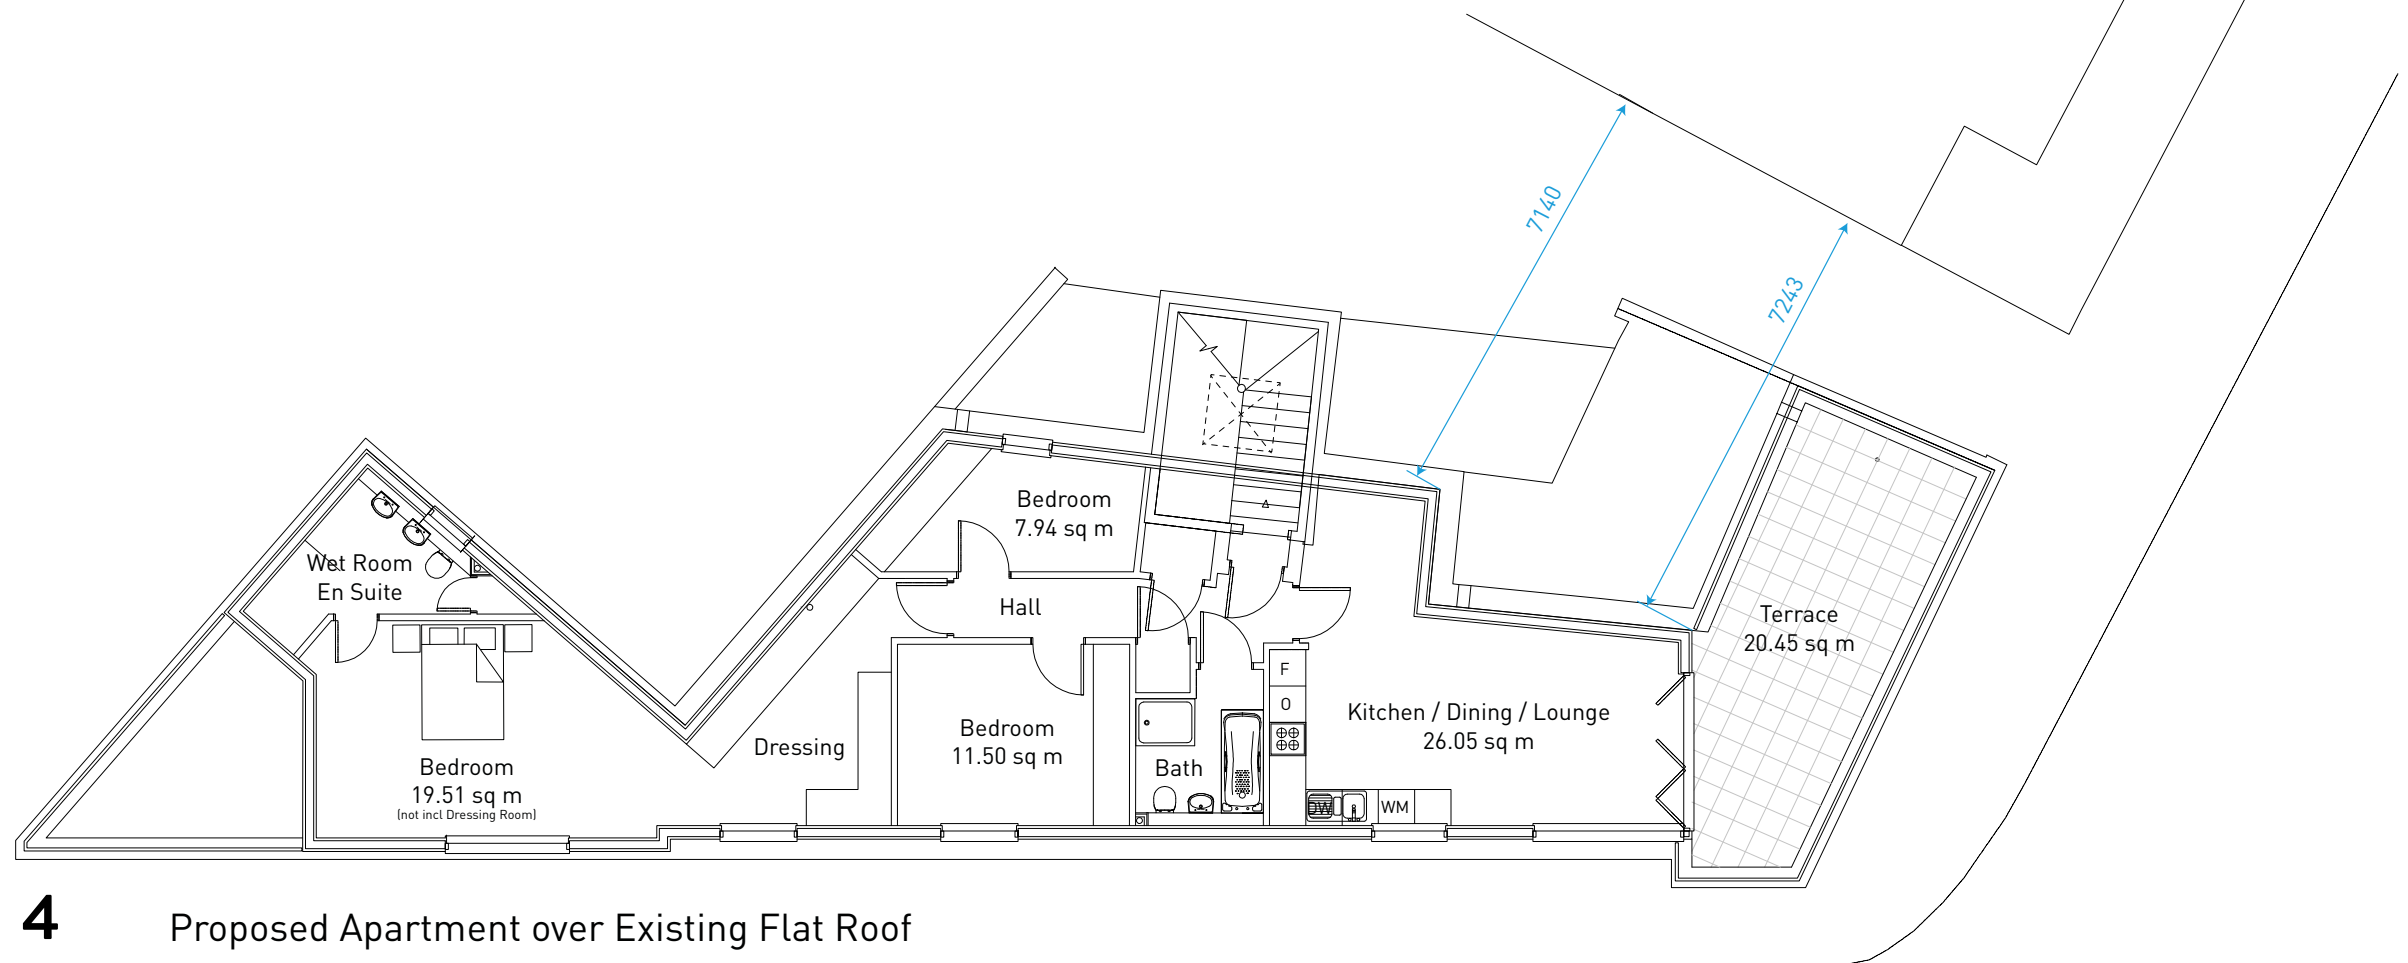 7140
7243
Bedroom
7.94 sq m
Wet Room
En Suite
Hall
Terrace
20.45 sq m
F
O
Kitchen / Dining / Lounge
26.05 sq m
Bedroom
11.50 sq m
Dressing
Bath
Bedroom
19.51 sq m
(not incl Dressing Room)
DW
WM
4
Proposed Apartment over Existing Flat Roof